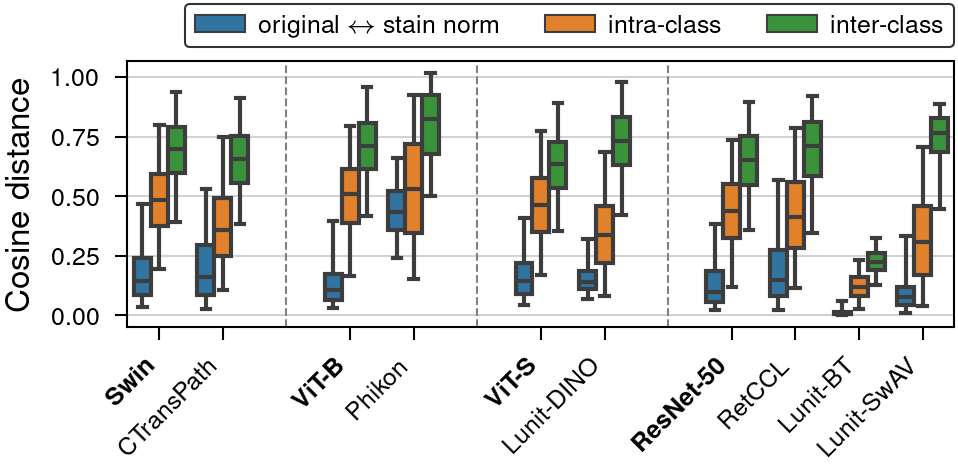 original ↔ stain norm intra-class inter-class
Cosine distance
1.00
0.75
0.50
0.25
0.00
Swin
CTransPath
ViT-B
Phikon
ViT-S
Lunit-DINO
ResNet-50
RetCCL
Lunit-BT
Lunit-SwAV